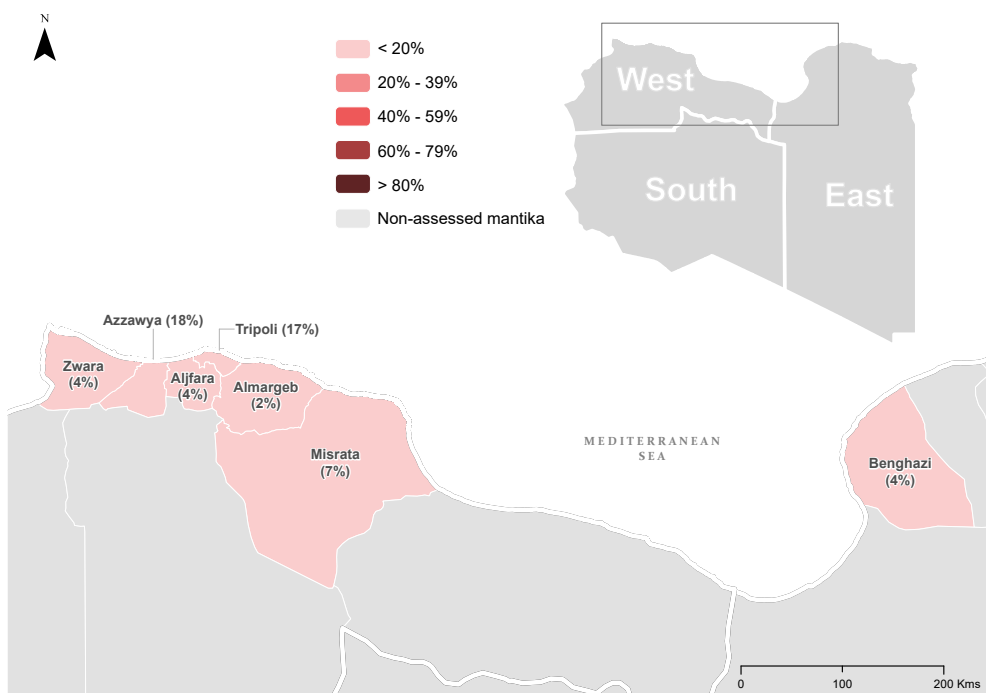 N
< 20%
20% - 39%
40% - 59%
60% - 79%
> 80%
Non-assessed mantika
West
South
East
Azzawya (18%)
Tripoli (17%)
Zwara
(4%)
Aljfara
(4%)
Almargeb
(2%)
Misrata
(7%)
MEDITERRANEAN
SEA
Benghazi
(4%)
0
100
200 Kms